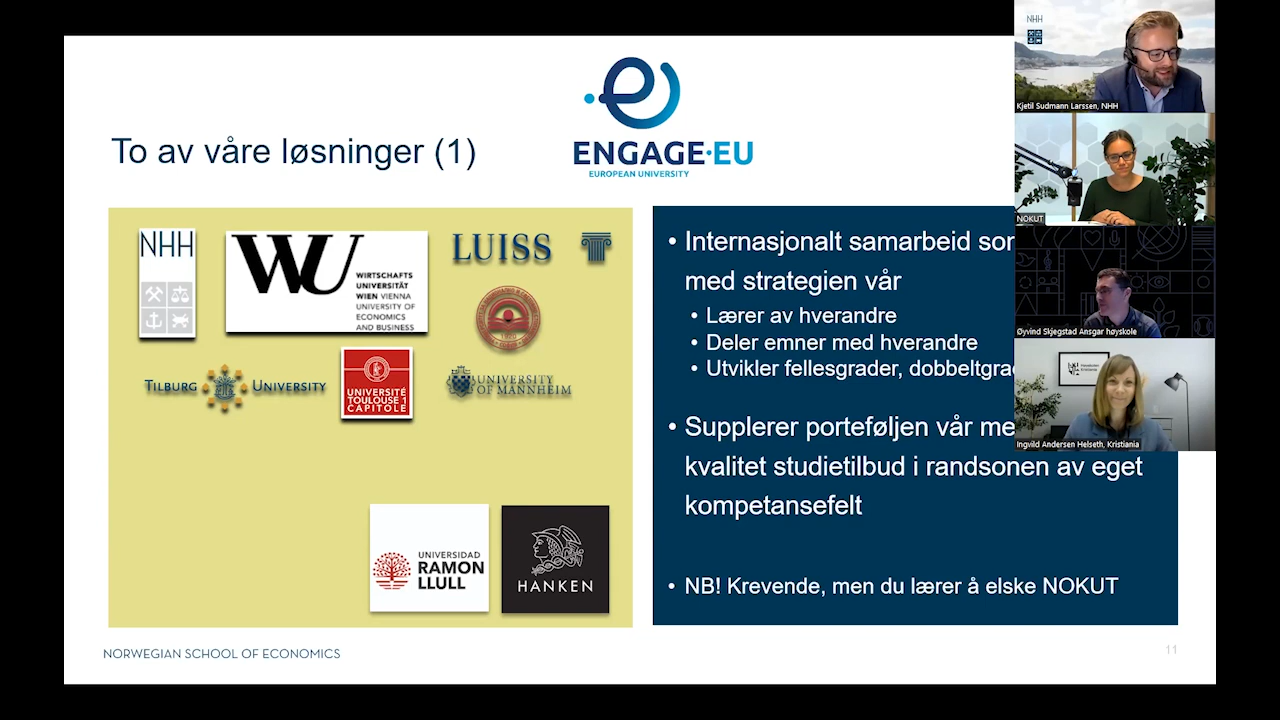 NHH
Kjetil Sudmann Larssen, NHH
ENGAGE·EU
EUROPEAN UNIVERSITY
To av våre løsninger (1)
NOKUT
Øyvind Skjegstad Ansgar høyskole
Ingvild Andersen Helseth, Kristiania
NHH
WU
WIRTSCHAFTS
UNIVERSITÄT
WIEN VIENNA
UNIVERSITY OF
ECONOMICS
AND BUSINESS
LUISS
TILBURG UNIVERSITY
UNIVERSITÉ
TOULOUSE 1
CAPITOLE
UNIVERSITY
OF MANNHEIM
UNIVERSIDAD
RAMON
LLULL
HANKEN
• Internasjonalt samarbeid
med strategien vår
• Lærer av hverandre
• Deler emner med hverandre
• Utvikler fellesgrader,
• Supplerer porteføljen vår
kvalitet studietilbud i randsonen av eget
kompetansefelt
• NB! Krevende, men du lærer å elske NOKUT
NORWEGIAN SCHOOL OF ECONOMICS
11